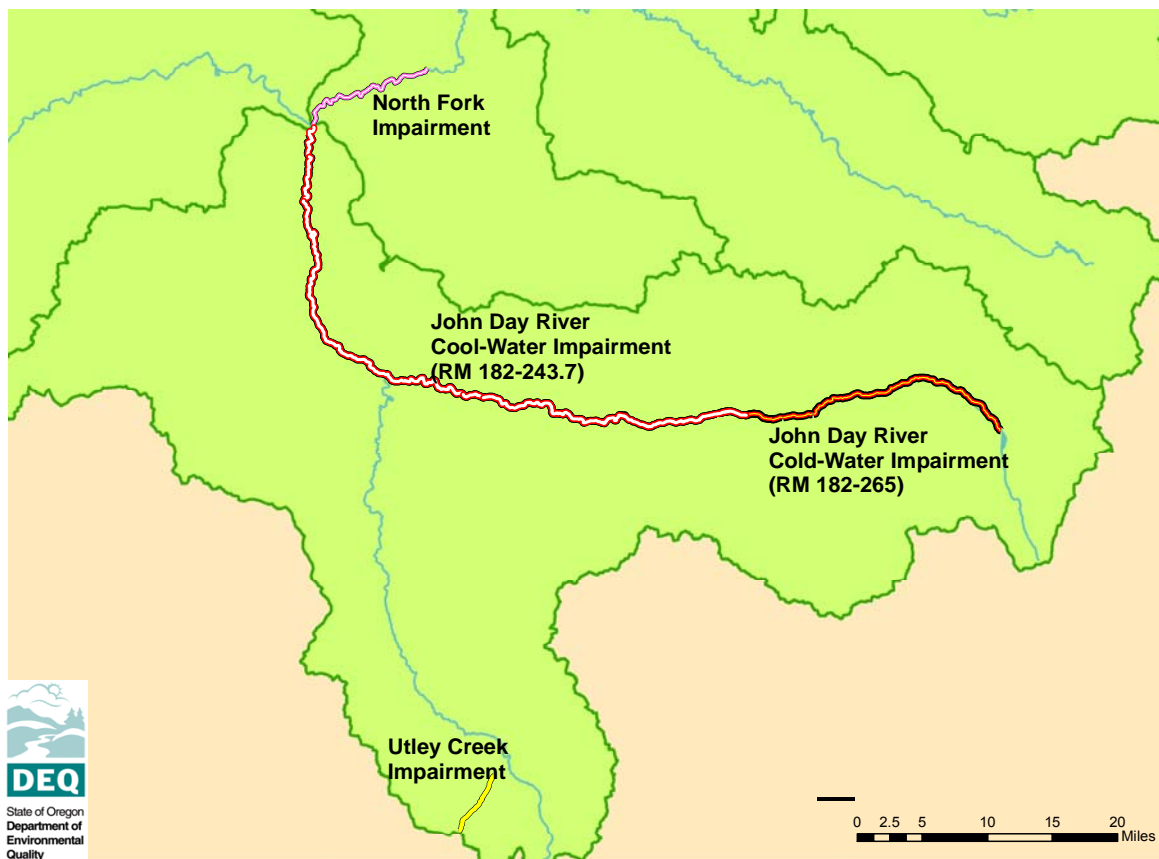 North Fork
Impairment
John Day River
Cool-Water Impairment
(RM 182-243.7)
John Day River
Cold-Water Impairment
(RM 182-265)
Utley Creek
Impairment
DEQ
State of Oregon
Department of
Environmental
Quality
0 2.5 5 10 15 20
Miles